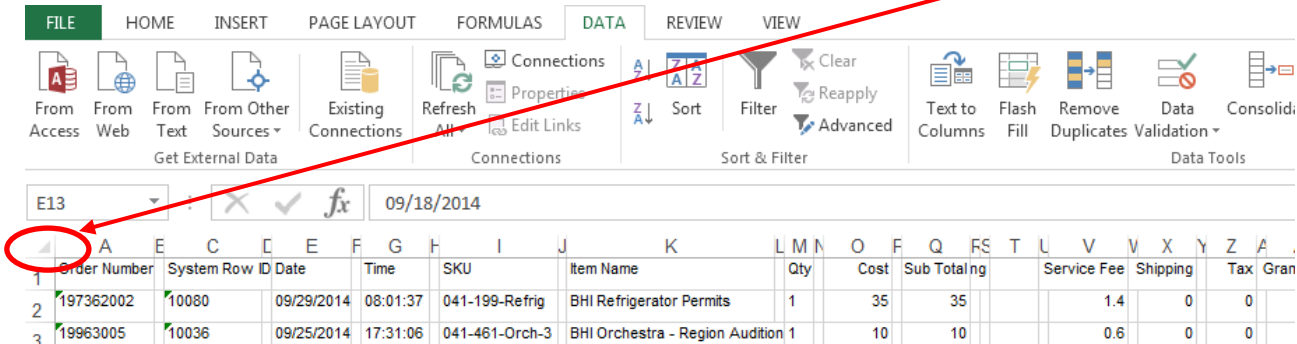 FILE HOME INSERT PAGE LAYOUT FORMULAS DATA REVIEW VIEW
From Access
From Web
From Text
From Other Sources
Existing Connections
Get External Data
Refresh All
Connections
Properties
Edit Links
Connections
Sort
Filter
Clear
Reapply
Advanced
Sort & Filter
Text to Columns
Flash Fill
Remove Duplicates
Data Validation
Consolida
Data Tools
E13 fx 09/18/2014
A E C D E F G H I J K L M N O F Q R S T U V W X Y Z A
1 Order Number System Row ID Date Time SKU Item Name Qty Cost Sub Total ng Service Fee Shipping Tax Gran
2 197362002 10080 09/29/2014 08:01:37 041-199-Refrig BHI Refrigerator Permits 1 35 35 1.4 0 0
3 19963005 10036 09/25/2014 17:31:06 041-461-Orch-3 BHI Orchestra - Region Audition 1 10 10 0.6 0 0